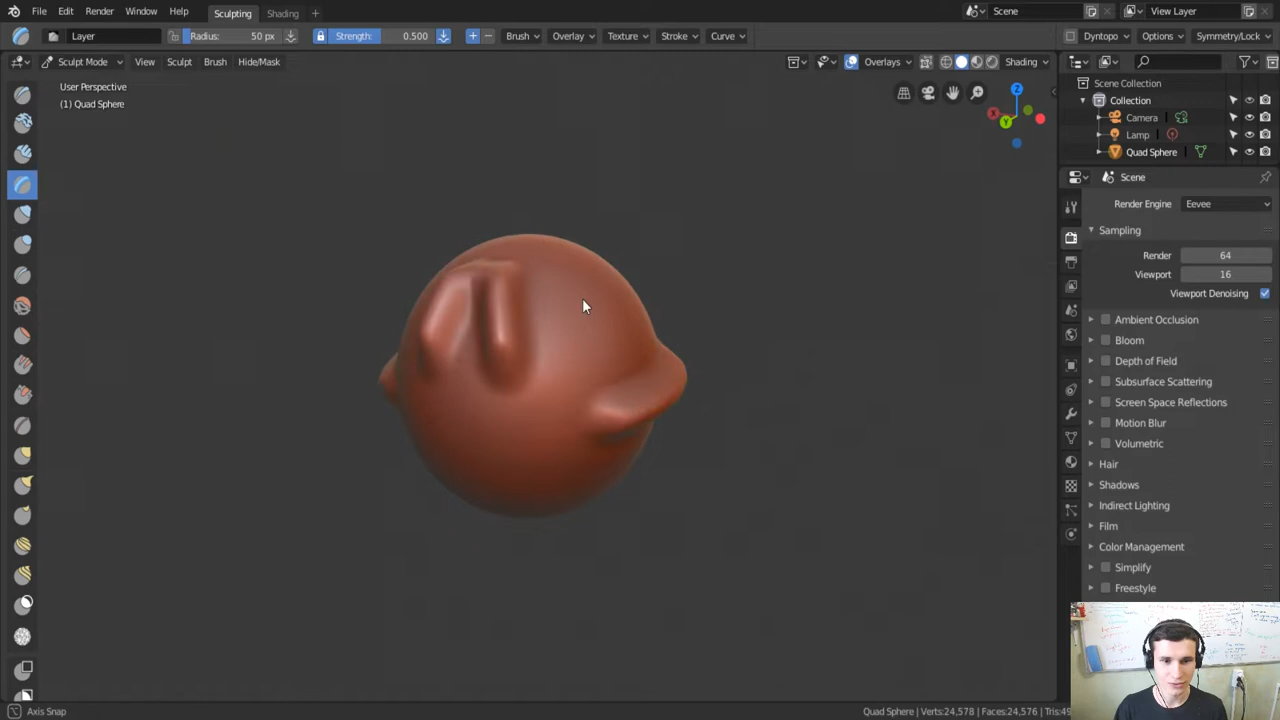 File Edit Render Window Help Sculpting Shading + Scene View Layer
Layer Radius: 50 px Strength: 0.500 + − Brush Overlay Texture Stroke Curve Dyntopo Options Symmetry/Lock
Sculpt Mode View Sculpt Brush Hide/Mask Overlays Shading
User Perspective
(1) Quad Sphere
Z
X
Y
Scene Collection
Collection
Camera
Lamp
Quad Sphere
Scene
Render Engine Eevee
Sampling
Render 64
Viewport 16
Viewport Denoising
Ambient Occlusion
Bloom
Depth of Field
Subsurface Scattering
Screen Space Reflections
Motion Blur
Volumetric
Hair
Shadows
Indirect Lighting
Film
Color Management
Simplify
Freestyle
Axis Snap
Quad Sphere | Verts:24,578 | Faces:24,576 | Tris:49